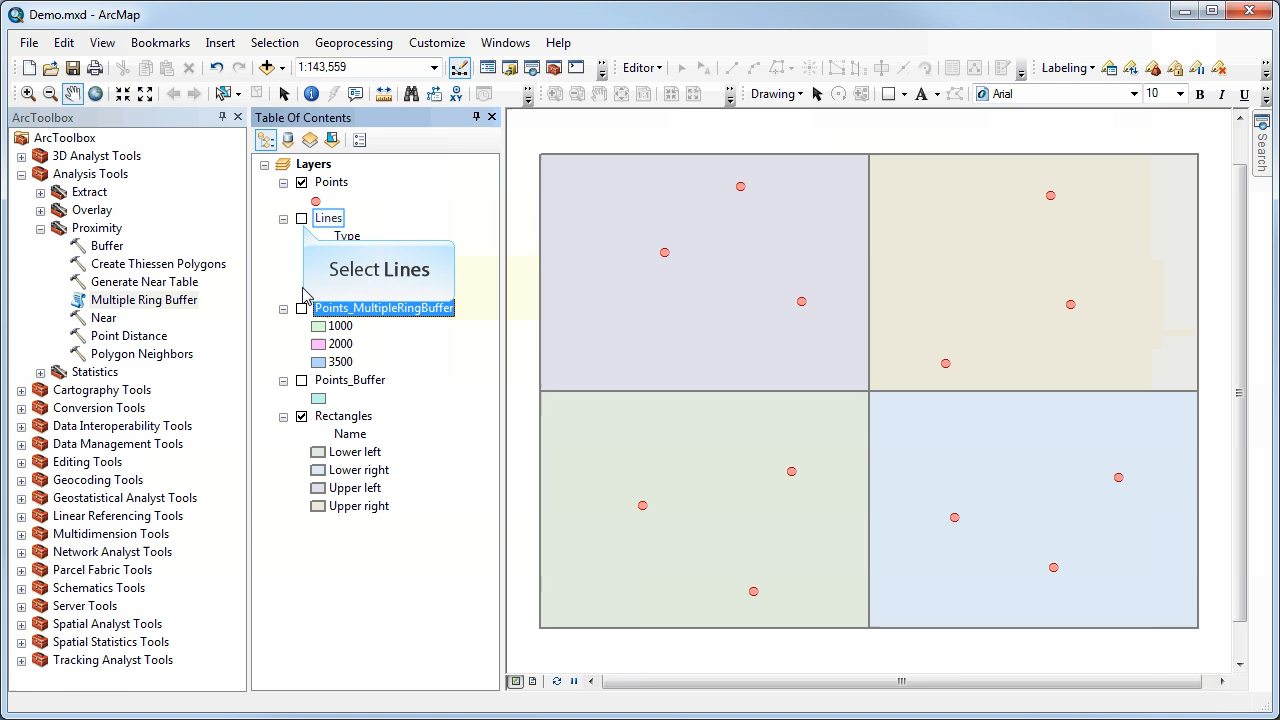 Demo.mxd - ArcMap
File Edit View Bookmarks Insert Selection Geoprocessing Customize Windows Help
1:143,559 Editor Labeling
Drawing A Arial 10 B I U
ArcToolbox
ArcToolbox
3D Analyst Tools
Analysis Tools
Extract
Overlay
Proximity
Buffer
Create Thiessen Polygons
Generate Near Table
Multiple Ring Buffer
Near
Point Distance
Polygon Neighbors
Statistics
Cartography Tools
Conversion Tools
Data Interoperability Tools
Data Management Tools
Editing Tools
Geocoding Tools
Geostatistical Analyst Tools
Linear Referencing Tools
Multidimension Tools
Network Analyst Tools
Parcel Fabric Tools
Schematics Tools
Server Tools
Spatial Analyst Tools
Spatial Statistics Tools
Tracking Analyst Tools
Table Of Contents
Layers
Points
Lines
Type
Select Lines
Points_MultipleRingBuffer
1000
2000
3500
Points_Buffer
Rectangles
Name
Lower left
Lower right
Upper left
Upper right
Search